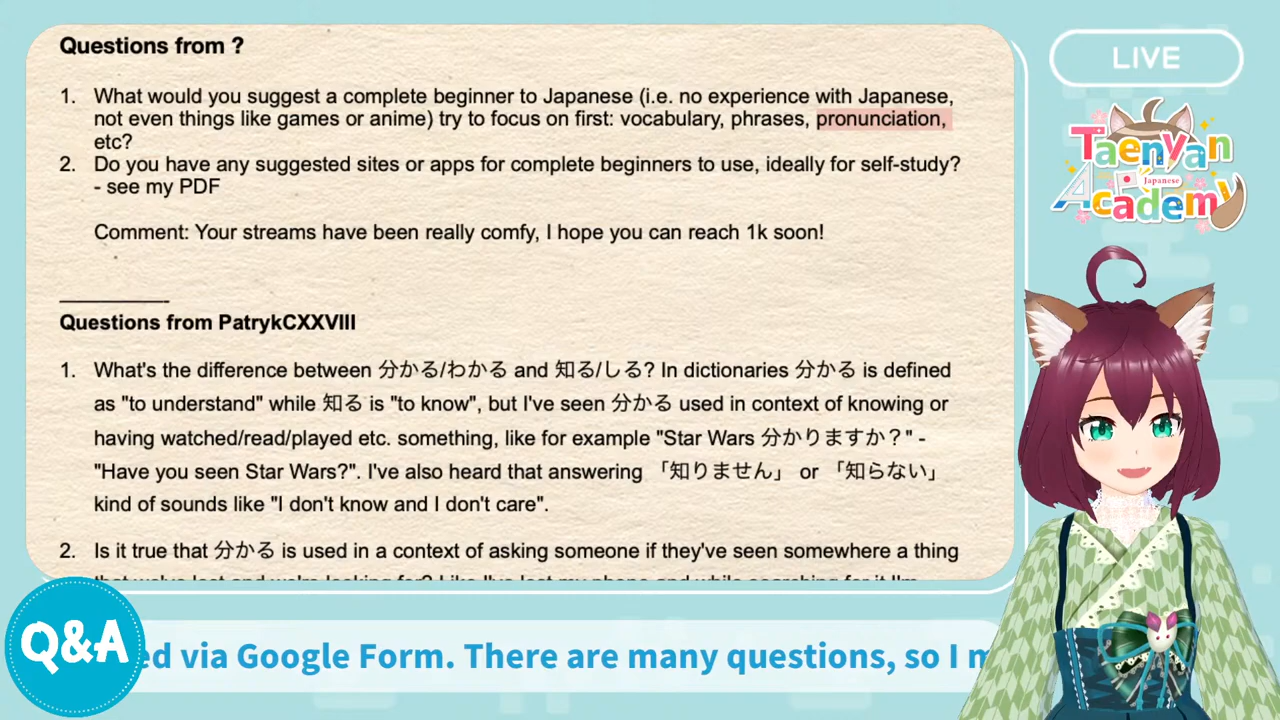 Questions from ?
1. What would you suggest a complete beginner to Japanese (i.e. no experience with Japanese,
not even things like games or anime) try to focus on first: vocabulary, phrases, pronunciation,
etc?
2. Do you have any suggested sites or apps for complete beginners to use, ideally for self-study?
- see my PDF
Comment: Your streams have been really comfy, I hope you can reach 1k soon!
Questions from PatrykCXXVIII
1. What's the difference between 分かる/わかる and 知る/しる? In dictionaries 分かる is defined
as "to understand" while 知る is "to know", but I've seen 分かる used in context of knowing or
having watched/read/played etc. something, like for example "Star Wars 分かりますか？" -
"Have you seen Star Wars?". I've also heard that answering 「知りません」 or 「知らない」
kind of sounds like "I don't know and I don't care".
2. Is it true that 分かる is used in a context of asking someone if they've seen somewhere a thing
LIVE
Taenyan
Japanese
Academy
Q&A
ed via Google Form. There are many questions, so I m